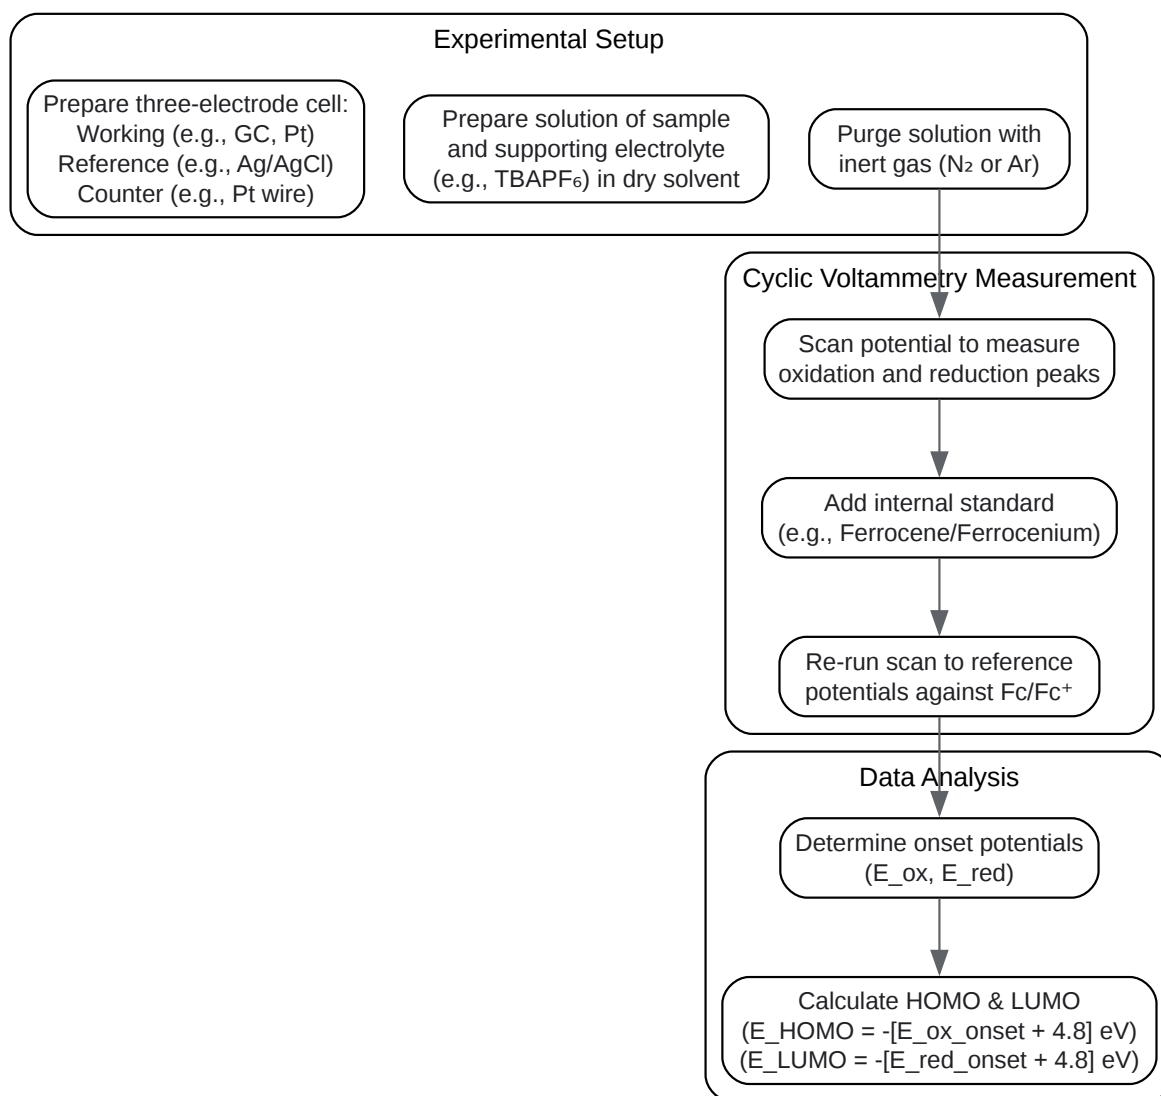 Experimental Setup
Prepare three-electrode cell:
Working (e.g., GC, Pt)
Reference (e.g., Ag/AgCl)
Counter (e.g., Pt wire)
Prepare solution of sample
and supporting electrolyte
(e.g., TBAPF₆) in dry solvent
Purge solution with
inert gas (N₂ or Ar)
Cyclic Voltammetry Measurement
Scan potential to measure
oxidation and reduction peaks
Add internal standard
(e.g., Ferrocene/Ferrocenium)
Re-run scan to reference
potentials against Fc/Fc⁺
Data Analysis
Determine onset potentials
(E_ox, E_red)
Calculate HOMO & LUMO
(E_HOMO = -[E_ox_onset + 4.8] eV)
(E_LUMO = -[E_red_onset + 4.8] eV)